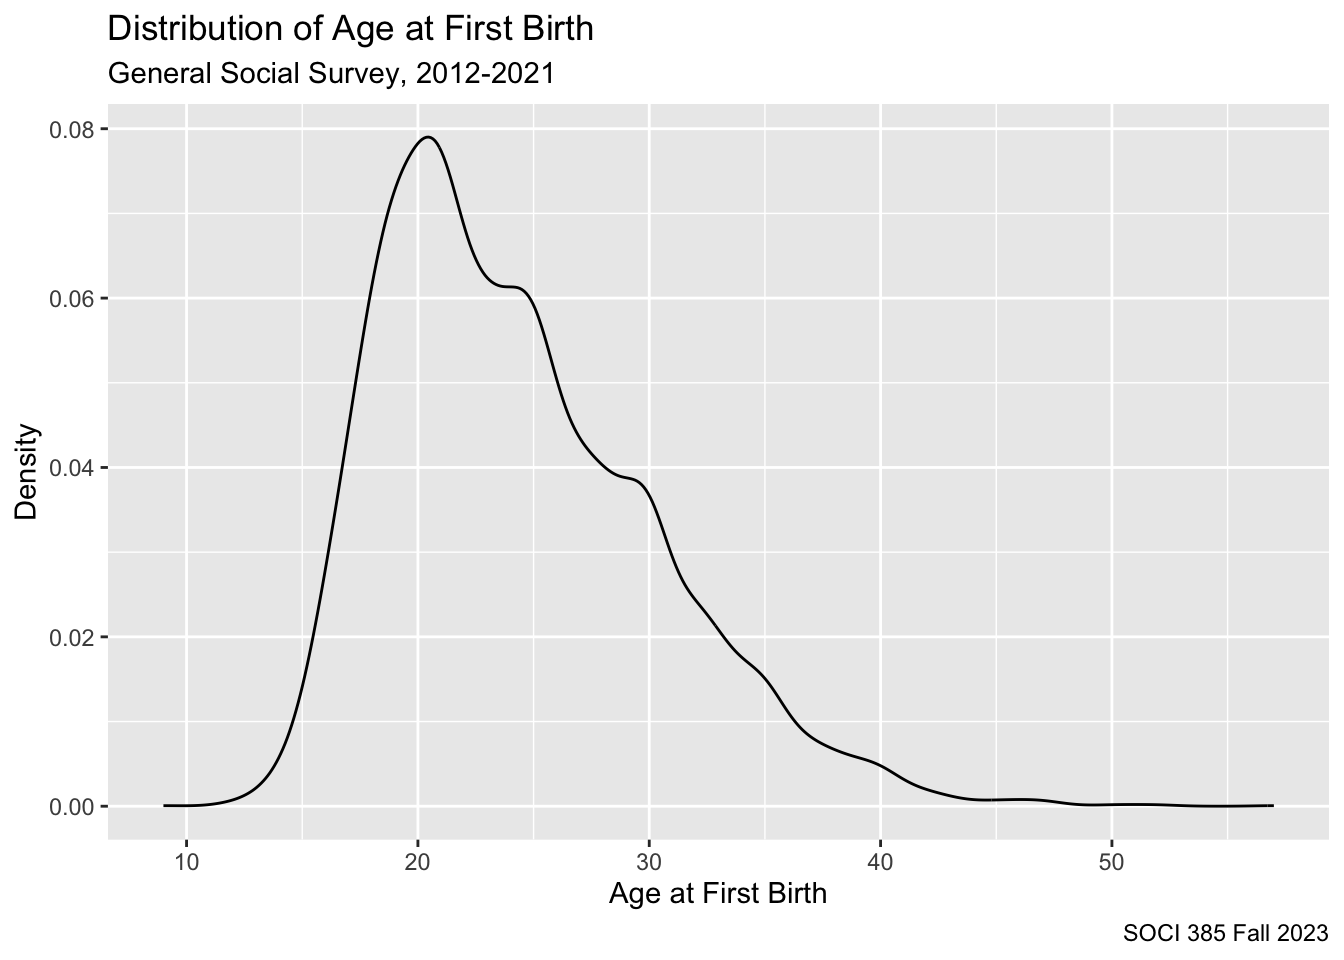 Distribution of Age at First Birth
General Social Survey, 2012-2021
0.08
0.06
0.04
0.02
0.00
Density
10 20 30 40 50
Age at First Birth
SOCI 385 Fall 2023